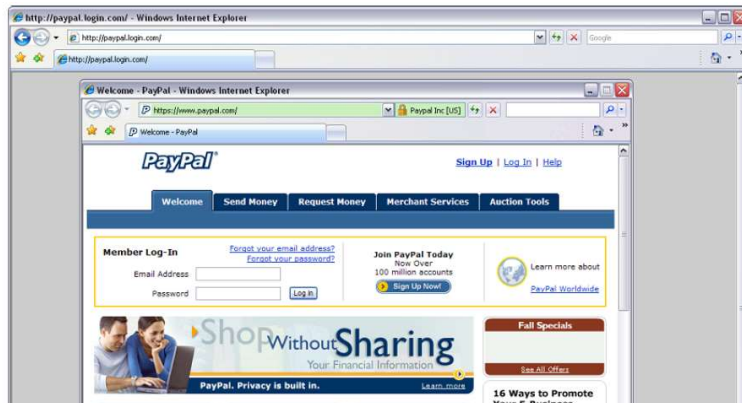 http://paypal.login.com/ - Windows Internet Explorer
http://paypal.login.com/
Google
http://paypal.login.com/
Welcome - PayPal - Windows Internet Explorer
https://www.paypal.com/
Paypal Inc [US]
Welcome - PayPal
PayPal
Sign Up | Log In | Help
Welcome
Send Money
Request Money
Merchant Services
Auction Tools
Member Log-In
Forgot your email address?
Forgot your password?
Email Address
Password
Log In
Join PayPal Today
Now Over
100 million accounts
Sign Up Now!
Learn more about
PayPal Worldwide
Shop Without Sharing
Your Financial Information
PayPal. Privacy is built in.
Learn more
Fall Specials
See All Offers
16 Ways to Promote
Your E-Business